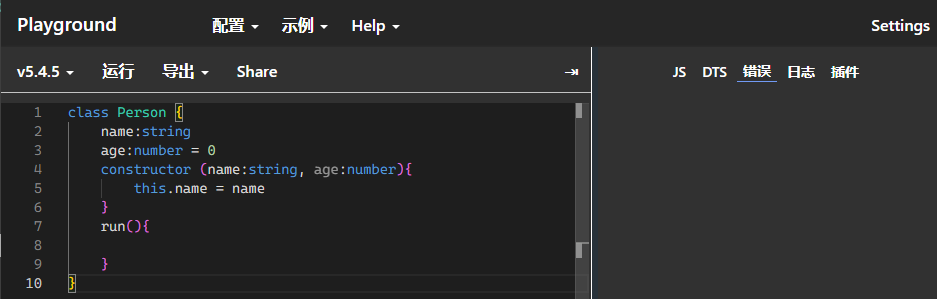 Playground 配置 示例 Help Settings
v5.4.5 运行 导出 Share JS DTS 错误 日志 插件
1 class Person {
2 name:string
3 age:number = 0
4 constructor (name:string, age:number){
5 this.name = name
6 }
7 run(){
8
9 }
10 }